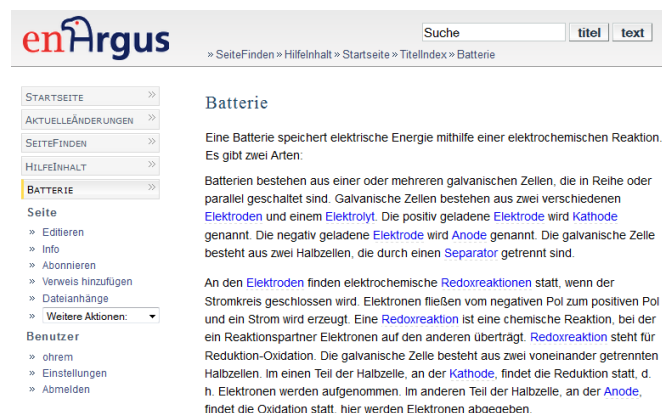 enArgus
Suche titel text
» SeiteFinden » HilfeInhalt » Startseite » TitelIndex » Batterie
STARTSEITE »
AKTUELLEÄNDERUNGEN »
SEITEFINDEN »
HILFEINHALT »
BATTERIE »
Seite
» Editieren
» Info
» Abonnieren
» Verweis hinzufügen
» Dateianhänge
» Weitere Aktionen:
Benutzer
» ohrem
» Einstellungen
» Abmelden
Batterie
Eine Batterie speichert elektrische Energie mithilfe einer elektrochemischen Reaktion.
Es gibt zwei Arten:
Batterien bestehen aus einer oder mehreren galvanischen Zellen, die in Reihe oder
parallel geschaltet sind. Galvanische Zellen bestehen aus zwei verschiedenen
Elektroden und einem Elektrolyt. Die positiv geladene Elektrode wird Kathode
genannt. Die negativ geladene Elektrode wird Anode genannt. Die galvanische Zelle
besteht aus zwei Halbzellen, die durch einen Separator getrennt sind.
An den Elektroden finden elektrochemische Redoxreaktionen statt, wenn der
Stromkreis geschlossen wird. Elektronen fließen vom negativen Pol zum positiven Pol
und ein Strom wird erzeugt. Eine Redoxreaktion ist eine chemische Reaktion, bei der
ein Reaktionspartner Elektronen auf den anderen überträgt. Redoxreaktion steht für
Reduktion-Oxidation. Die galvanische Zelle besteht aus zwei voneinander getrennten
Halbzellen. Im einen Teil der Halbzelle, an der Kathode, findet die Reduktion statt, d.
h. Elektronen werden aufgenommen. Im anderen Teil der Halbzelle, an der Anode,
findet die Oxidation statt, hier werden Elektronen abgegeben.